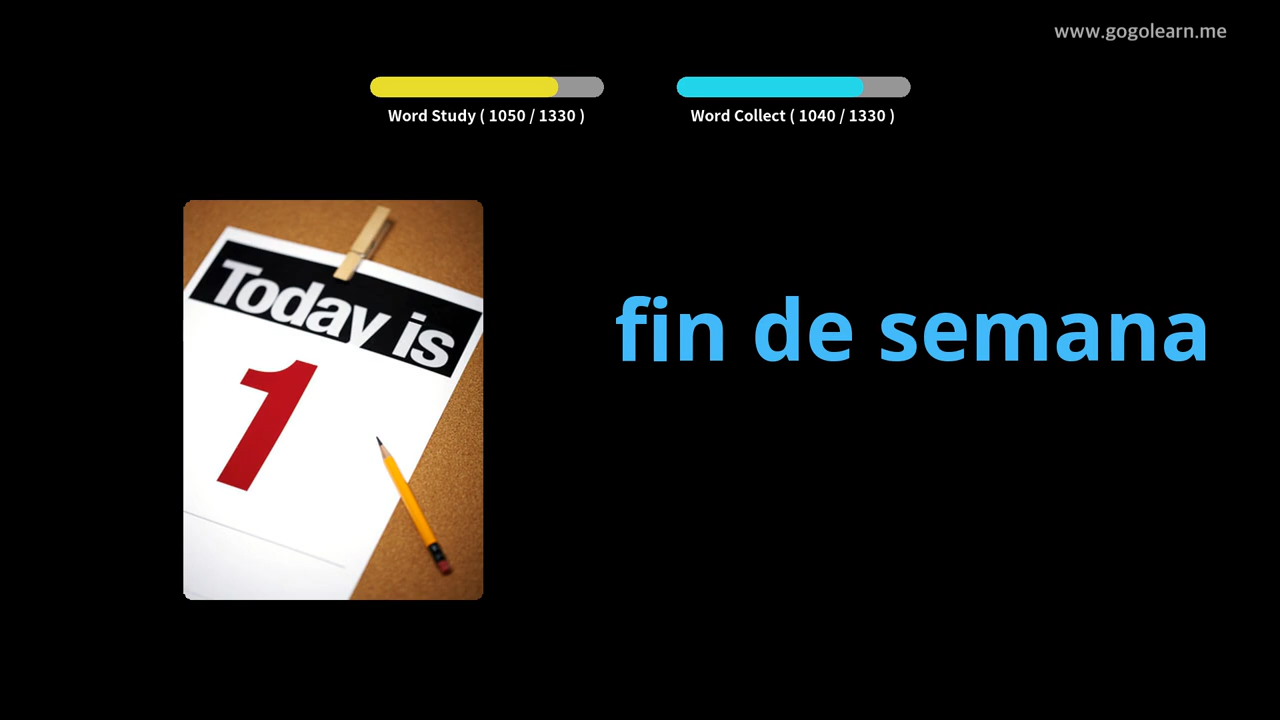 www.gogolearn.me
Word Study ( 1050 / 1330 )
Word Collect ( 1040 / 1330 )
Today is
1
fin de semana